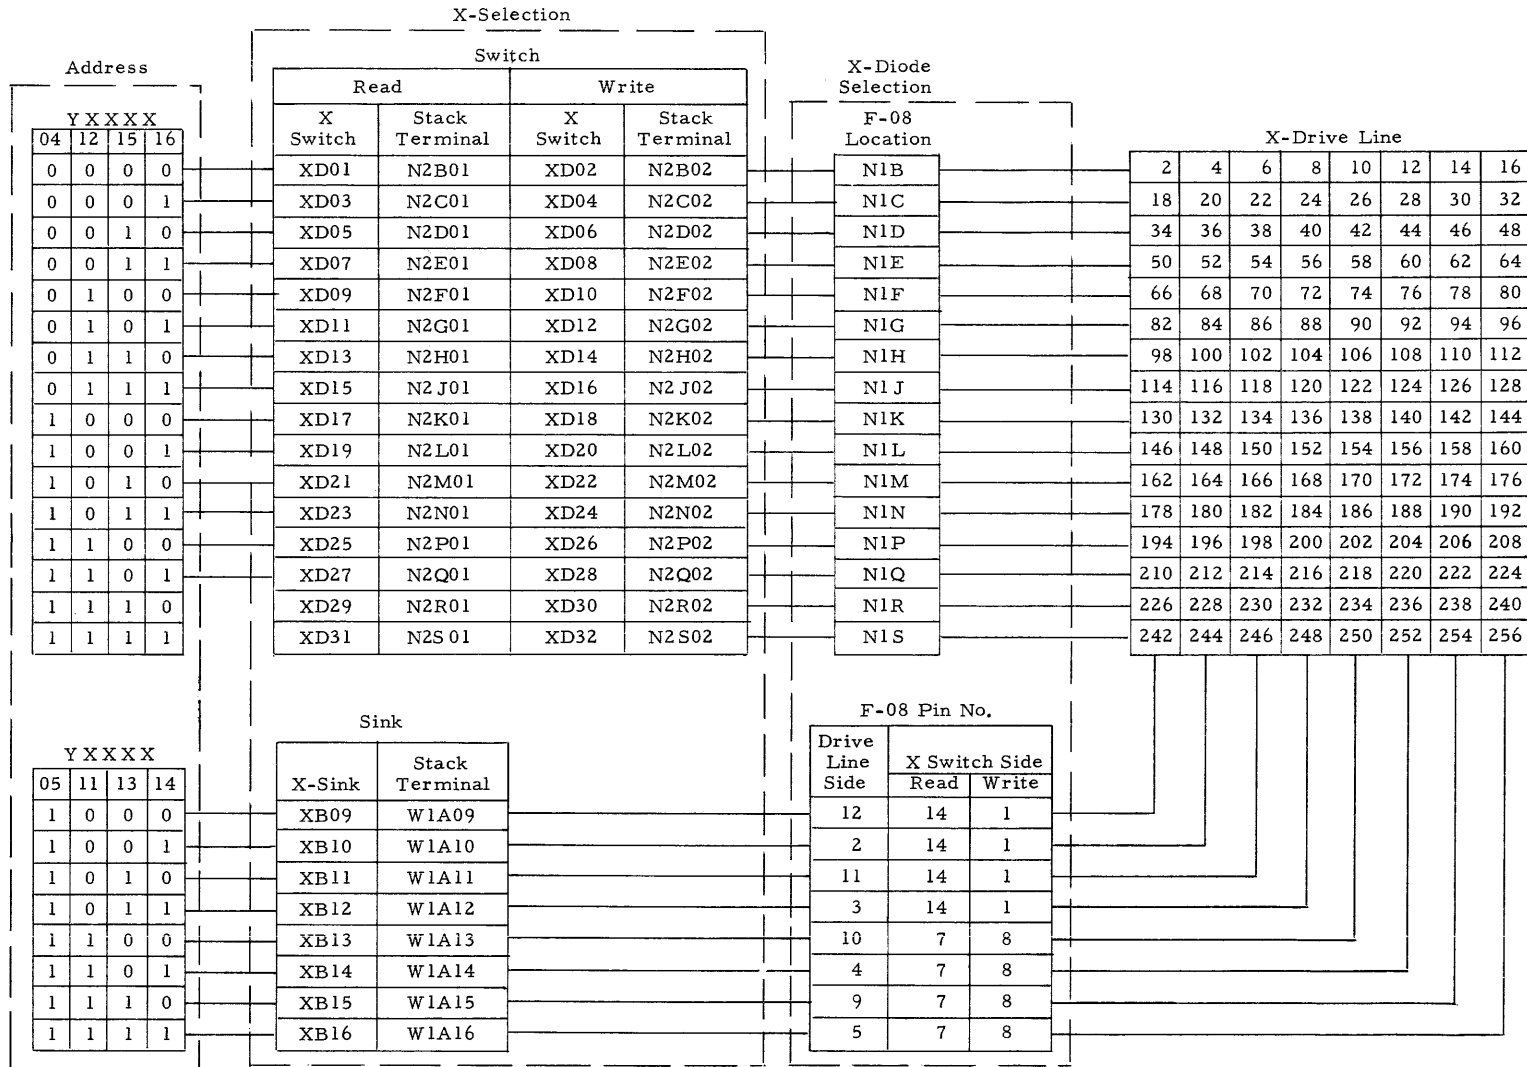 X-Selection
Address
Switch
X-Diode
Selection
Read Write
Y X X X X
X Switch Stack Terminal X Switch Stack Terminal
F-08
Location
X-Drive Line
04 12 15 16
0 0 0 0 XD01 N2B01 XD02 N2B02 N1B 2 4 6 8 10 12 14 16
0 0 0 1 XD03 N2C01 XD04 N2C02 N1C 18 20 22 24 26 28 30 32
0 0 1 0 XD05 N2D01 XD06 N2D02 N1D 34 36 38 40 42 44 46 48
0 0 1 1 XD07 N2E01 XD08 N2E02 N1E 50 52 54 56 58 60 62 64
0 1 0 0 XD09 N2F01 XD10 N2F02 N1F 66 68 70 72 74 76 78 80
0 1 0 1 XD11 N2G01 XD12 N2G02 N1G 82 84 86 88 90 92 94 96
0 1 1 0 XD13 N2H01 XD14 N2H02 N1H 98 100 102 104 106 108 110 112
0 1 1 1 XD15 N2J01 XD16 N2J02 N1J 114 116 118 120 122 124 126 128
1 0 0 0 XD17 N2K01 XD18 N2K02 N1K 130 132 134 136 138 140 142 144
1 0 0 1 XD19 N2L01 XD20 N2L02 N1L 146 148 150 152 154 156 158 160
1 0 1 0 XD21 N2M01 XD22 N2M02 N1M 162 164 166 168 170 172 174 176
1 0 1 1 XD23 N2N01 XD24 N2N02 N1N 178 180 182 184 186 188 190 192
1 1 0 0 XD25 N2P01 XD26 N2P02 N1P 194 196 198 200 202 204 206 208
1 1 0 1 XD27 N2Q01 XD28 N2Q02 N1Q 210 212 214 216 218 220 222 224
1 1 1 0 XD29 N2R01 XD30 N2R02 N1R 226 228 230 232 234 236 238 240
1 1 1 1 XD31 N2S01 XD32 N2S02 N1S 242 244 246 248 250 252 254 256
Sink
F-08 Pin No.
Y X X X X
05 11 13 14
X-Sink Stack Terminal
Drive Line Side X Switch Side
Read Write
1 0 0 0 XB09 W1A09 12 14 1
1 0 0 1 XB10 W1A10 2 14 1
1 0 1 0 XB11 W1A11 11 14 1
1 0 1 1 XB12 W1A12 3 14 1
1 1 0 0 XB13 W1A13 10 7 8
1 1 0 1 XB14 W1A14 4 7 8
1 1 1 0 XB15 W1A15 9 7 8
1 1 1 1 XB16 W1A16 5 7 8